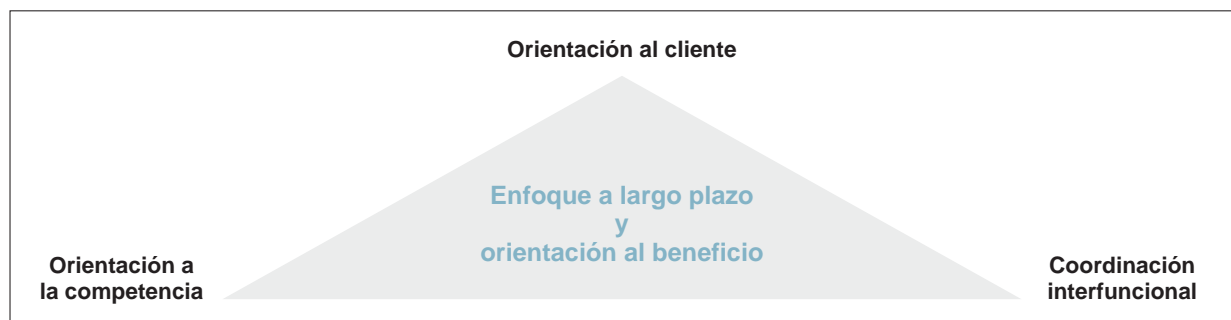 Orientación al cliente
Enfoque a largo plazo
y
orientación al beneficio
Orientación a
la competencia
Coordinación
interfuncional